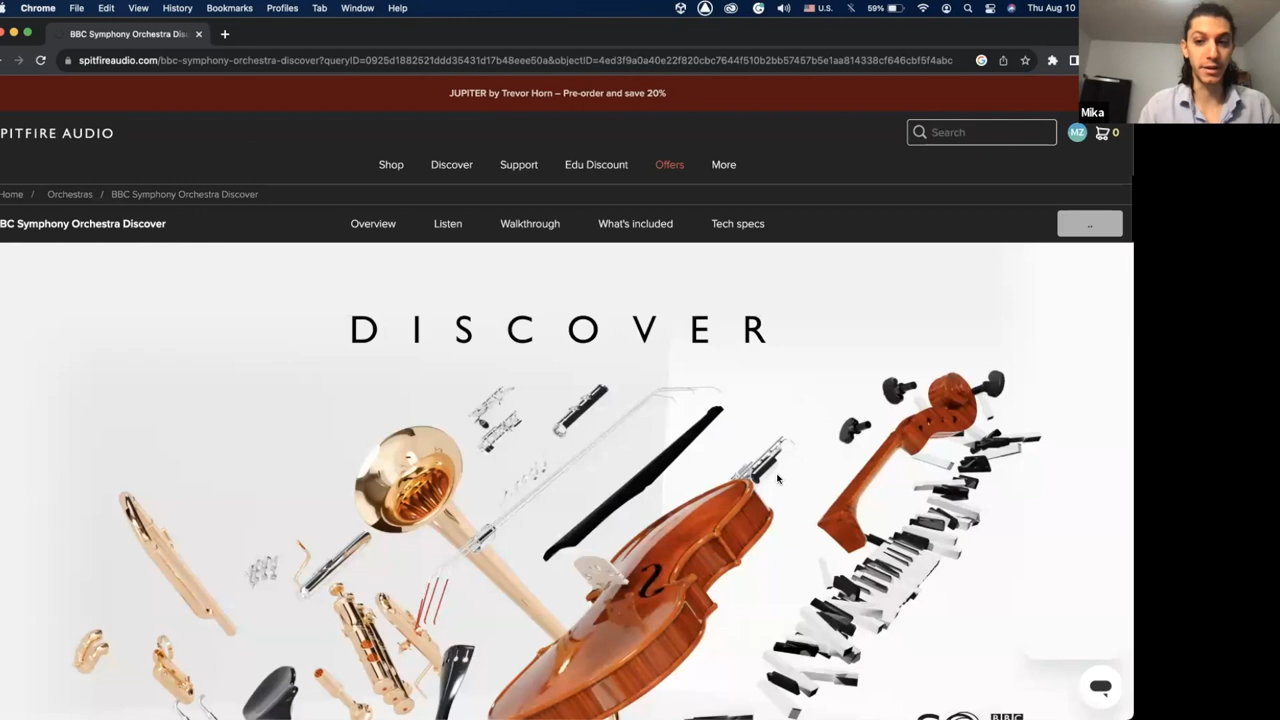 Chrome File Edit View History Bookmarks Profiles Tab Window Help U.S. 59% Thu Aug 10
BBC Symphony Orchestra Dis
spitfireaudio.com/bbc-symphony-orchestra-discover?queryID=0925d1882521ddd35431d17b48eee50a&objectID=4ed3f9a0a40e22f820cbc7644f510b2bb57457b5e1aa814338cf646cbf5f4abc
JUPITER by Trevor Horn – Pre-order and save 20%
Mika
PITFIRE AUDIO
Search
MZ
0
Shop Discover Support Edu Discount Offers More
Home / Orchestras / BBC Symphony Orchestra Discover
BC Symphony Orchestra Discover Overview Listen Walkthrough What's included Tech specs ..
DISCOVER
BBC